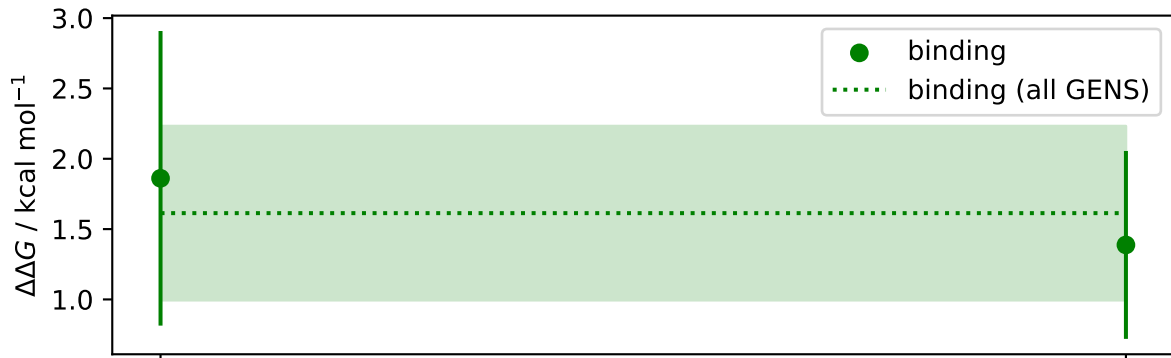 3.0
2.5
2.0
1.5
1.0
ΔΔG / kcal mol⁻¹
binding
binding (all GENS)